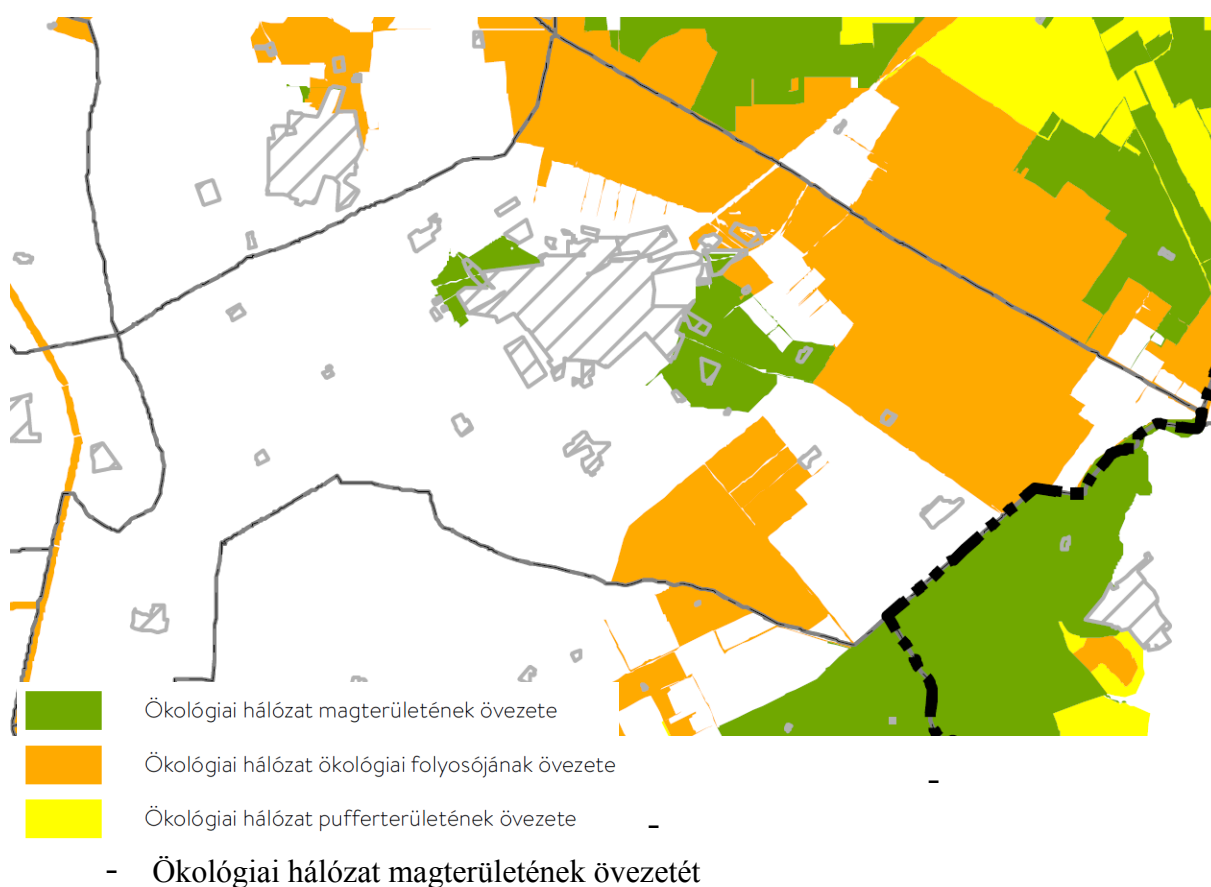 Ökológiai hálózat magterületének övezete
Ökológiai hálózat ökológiai folyosójának övezete
-
Ökológiai hálózat pufferterületének övezete
-
- Ökológiai hálózat magterületének övezetét